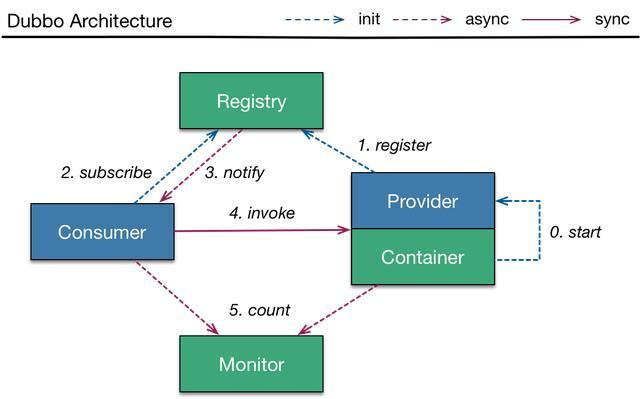 Dubbo Architecture
init
async
sync
Registry
1. register
2. subscribe
3. notify
Provider
4. invoke
Consumer
0. start
Container
5. count
Monitor